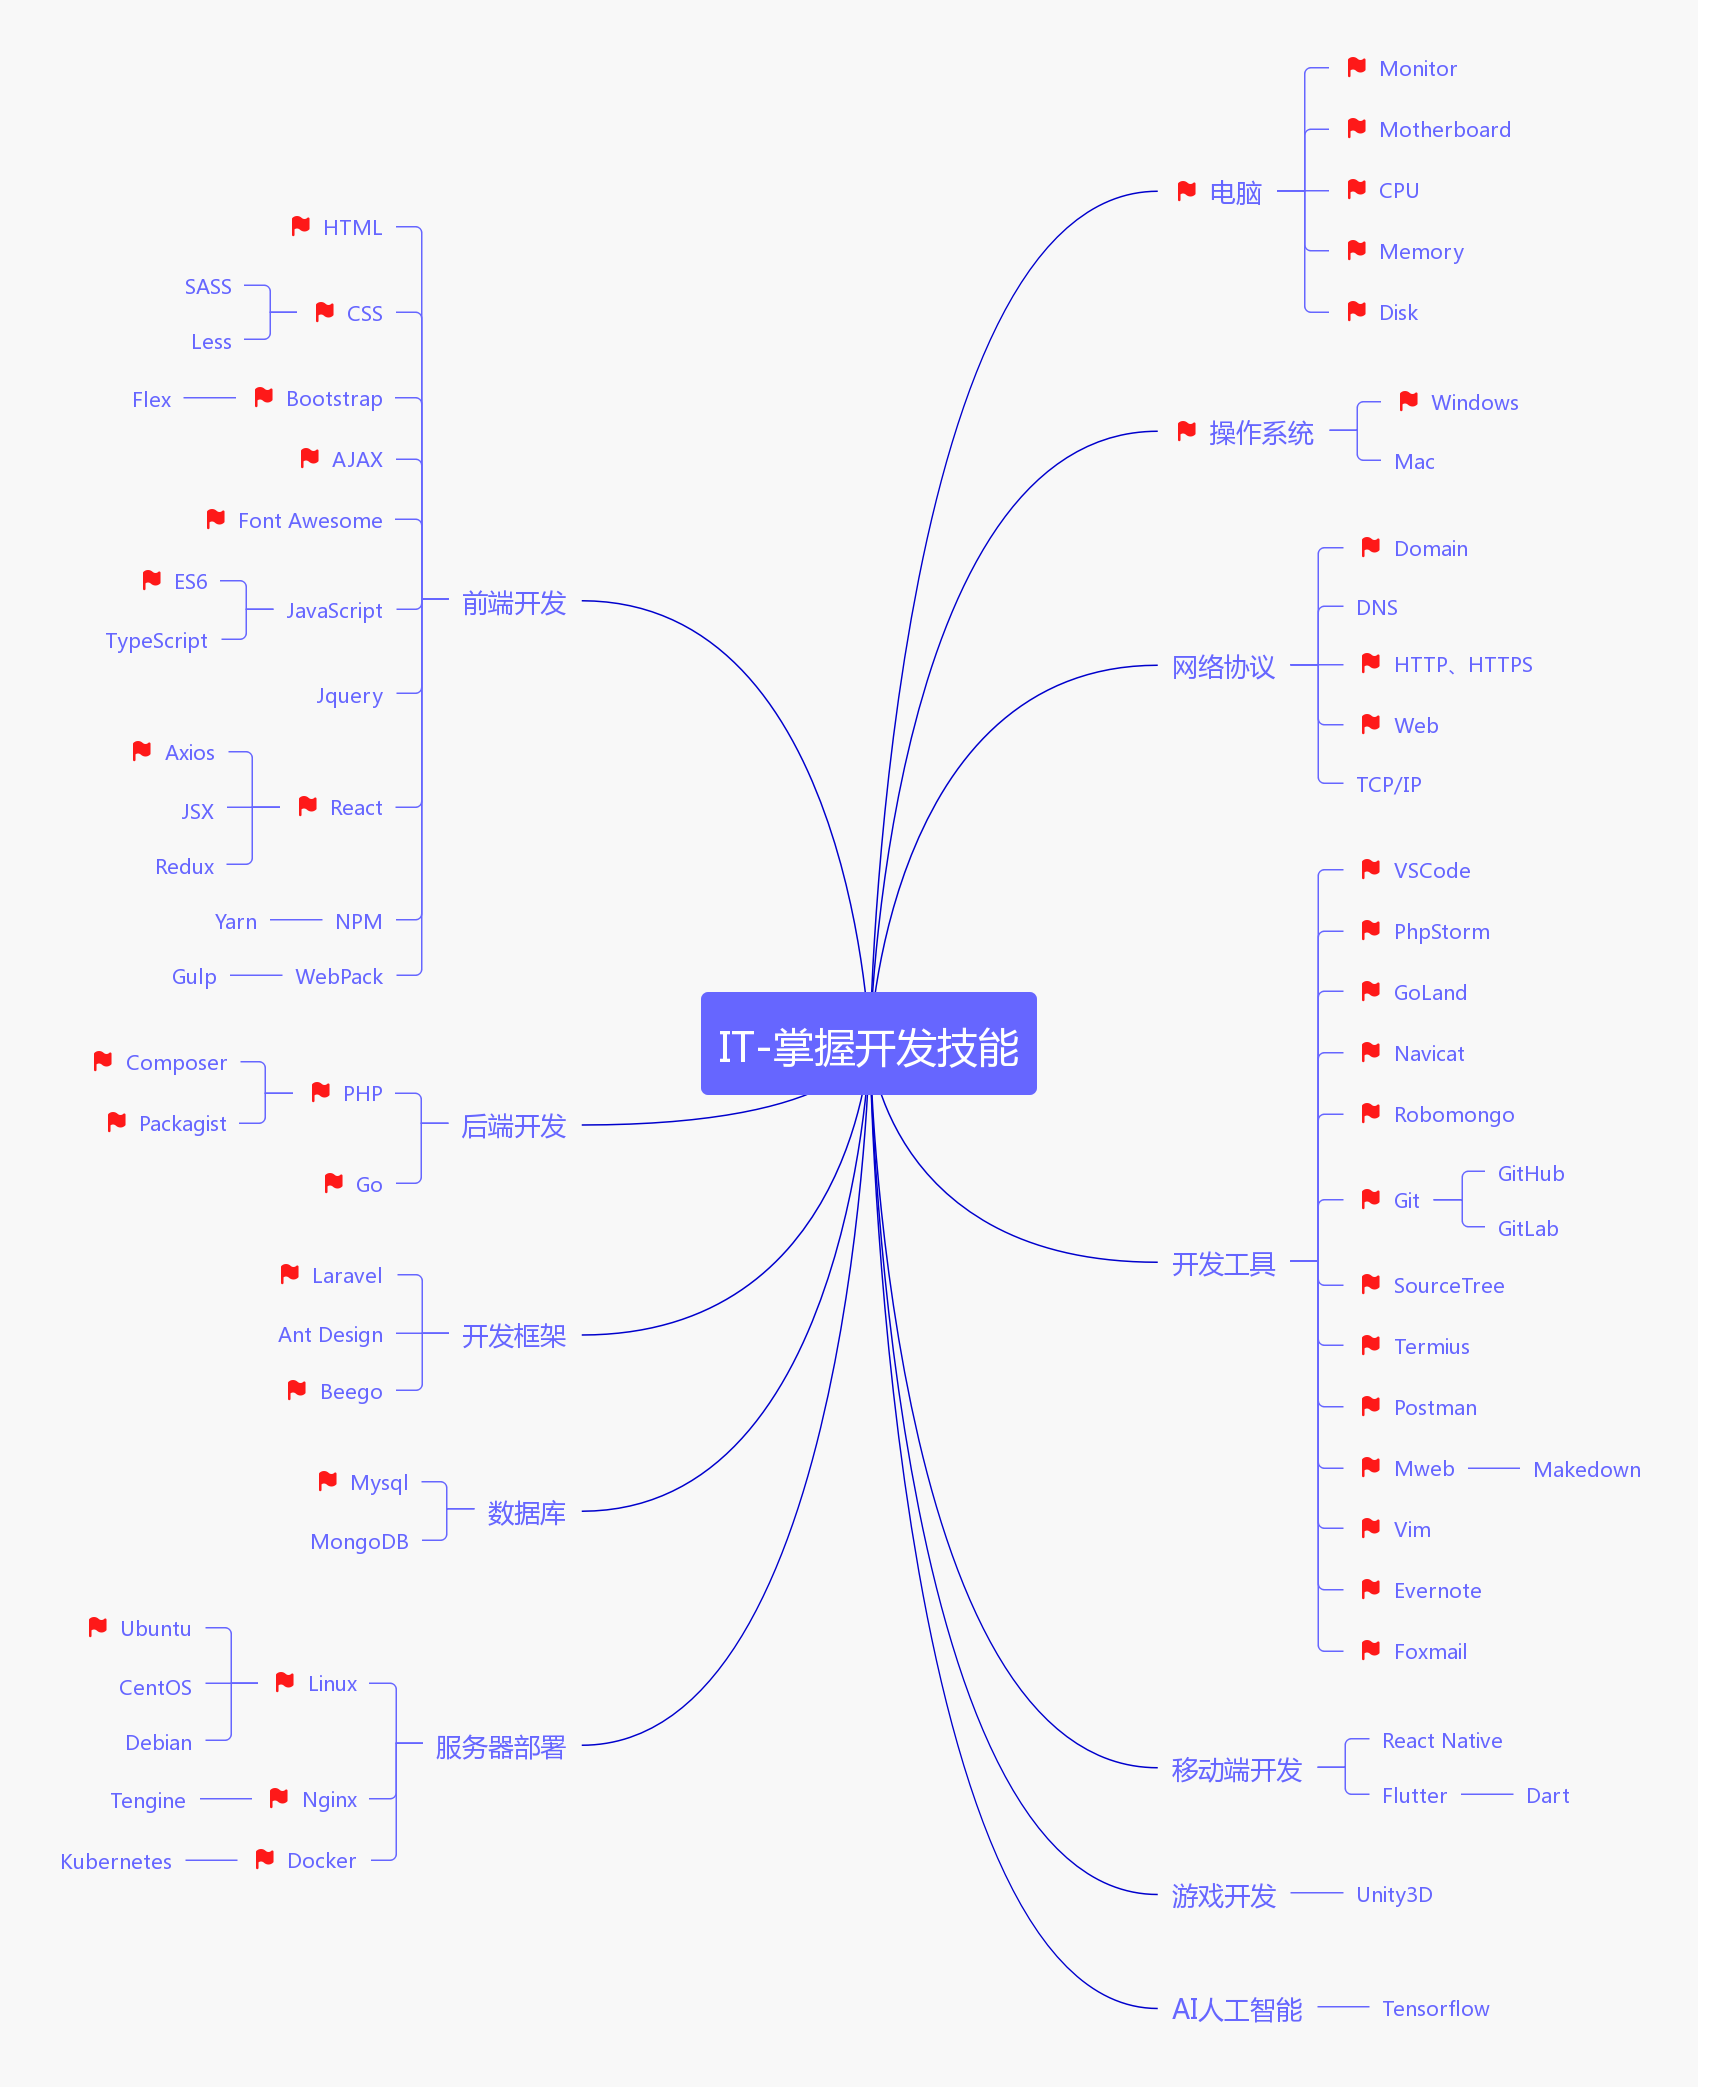 IT-掌握开发技能
电脑
Monitor
Motherboard
CPU
Memory
Disk
操作系统
Windows
Mac
网络协议
Domain
DNS
HTTP、HTTPS
Web
TCP/IP
开发工具
VSCode
PhpStorm
GoLand
Navicat
Robomongo
Git
GitHub
GitLab
SourceTree
Termius
Postman
Mweb
Makedown
Vim
Evernote
Foxmail
移动端开发
React Native
Flutter
Dart
游戏开发
Unity3D
AI人工智能
Tensorflow
前端开发
HTML
CSS
SASS
Less
Bootstrap
Flex
AJAX
Font Awesome
JavaScript
ES6
TypeScript
Jquery
React
Axios
JSX
Redux
NPM
Yarn
WebPack
Gulp
后端开发
PHP
Composer
Packagist
Go
开发框架
Laravel
Ant Design
Beego
数据库
Mysql
MongoDB
服务器部署
Linux
Ubuntu
CentOS
Debian
Nginx
Tengine
Docker
Kubernetes